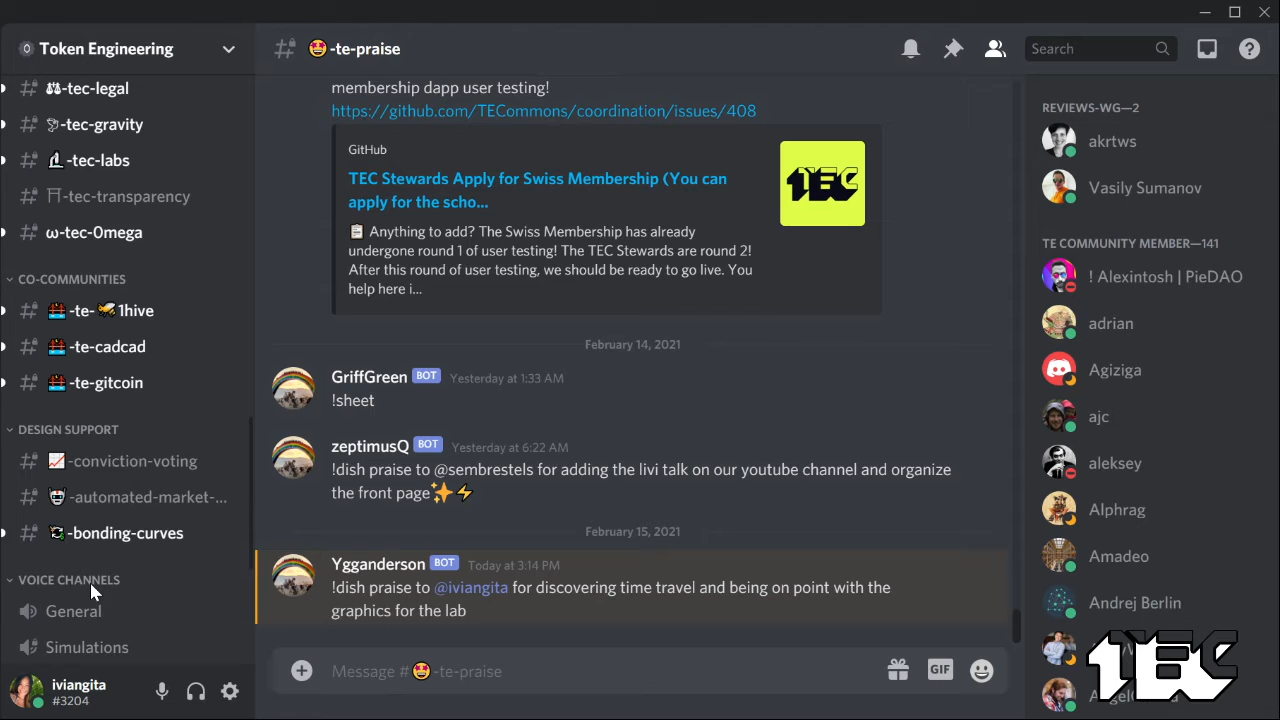 Token Engineering
-tec-legal
-tec-gravity
-tec-labs
-tec-transparency
ω-tec-0mega
CO-COMMUNITIES
-te-🐝1hive
-te-cadcad
-te-gitcoin
DESIGN SUPPORT
-conviction-voting
-automated-market-...
-bonding-curves
VOICE CHANNELS
General
Simulations
iviangita
#3204
🤩-te-praise
Search
membership dapp user testing!
https://github.com/TECommons/coordination/issues/408
GitHub
TEC Stewards Apply for Swiss Membership (You can
apply for the scho...
📋 Anything to add? The Swiss Membership has already
undergone round 1 of user testing! The TEC Stewards are round 2!
After this round of user testing, we should be ready to go live. You
help here i...
TEC
February 14, 2021
GriffGreen BOT Yesterday at 1:33 AM
!sheet
zeptimusQ BOT Yesterday at 6:22 AM
!dish praise to @sembrestels for adding the livi talk on our youtube channel and organize
the front page✨⚡
February 15, 2021
Ygganderson BOT Today at 3:14 PM
!dish praise to @iviangita for discovering time travel and being on point with the
graphics for the lab
Message #🤩-te-praise
GIF
REVIEWS-WG—2
akrtws
Vasily Sumanov
TE COMMUNITY MEMBER—141
! Alexintosh | PieDAO
adrian
Agiziga
ajc
aleksey
Alphrag
Amadeo
Andrej Berlin
TEC